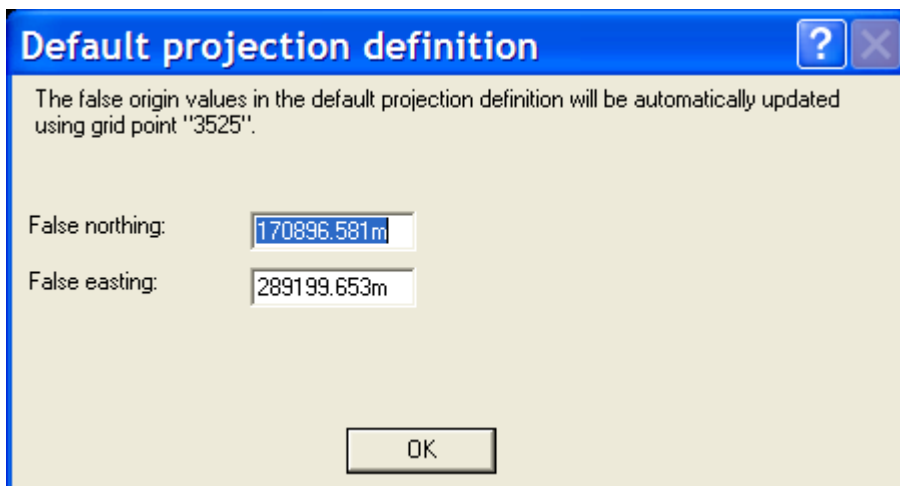 Default projection definition
The false origin values in the default projection definition will be automatically updated
using grid point "3525".
False northing:
170896.581m
False easting:
289199.653m
OK